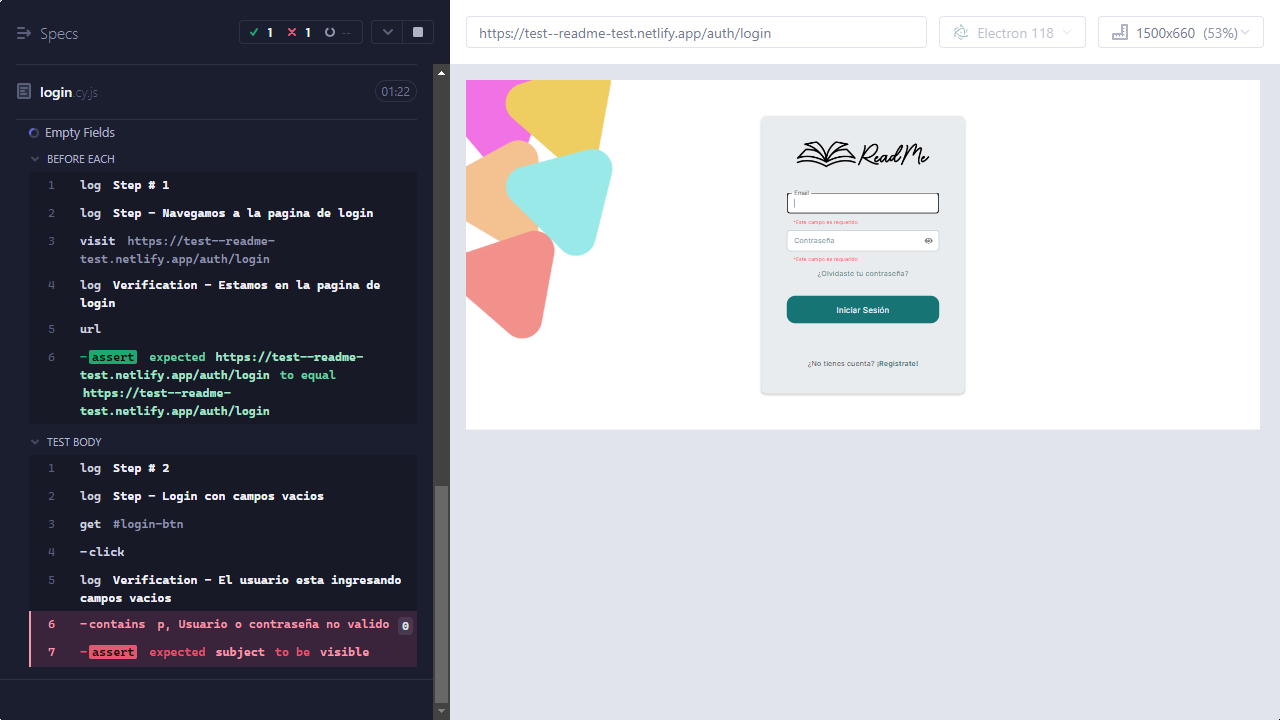 Specs
1 1 --
login.cy.js 01:22
Empty Fields
BEFORE EACH
1 log Step # 1
2 log Step - Navegamos a la pagina de login
3 visit https://test--readme-
test.netlify.app/auth/login
4 log Verification - Estamos en la pagina de
login
5 url
6 -assert expected https://test--readme-
test.netlify.app/auth/login to equal
https://test--readme-
test.netlify.app/auth/login
TEST BODY
1 log Step # 2
2 log Step - Login con campos vacios
3 get #login-btn
4 -click
5 log Verification - El usuario esta ingresando
campos vacios
6 -contains p, Usuario o contraseña no valido 0
7 -assert expected subject to be visible
https://test--readme-test.netlify.app/auth/login
Electron 118
1500x660 (53%)
ReadMe
Email
*Este campo es requerido
Contraseña
*Este campo es requerido
¿Olvidaste tu contraseña?
Iniciar Sesión
¿No tienes cuenta? ¡Registrate!